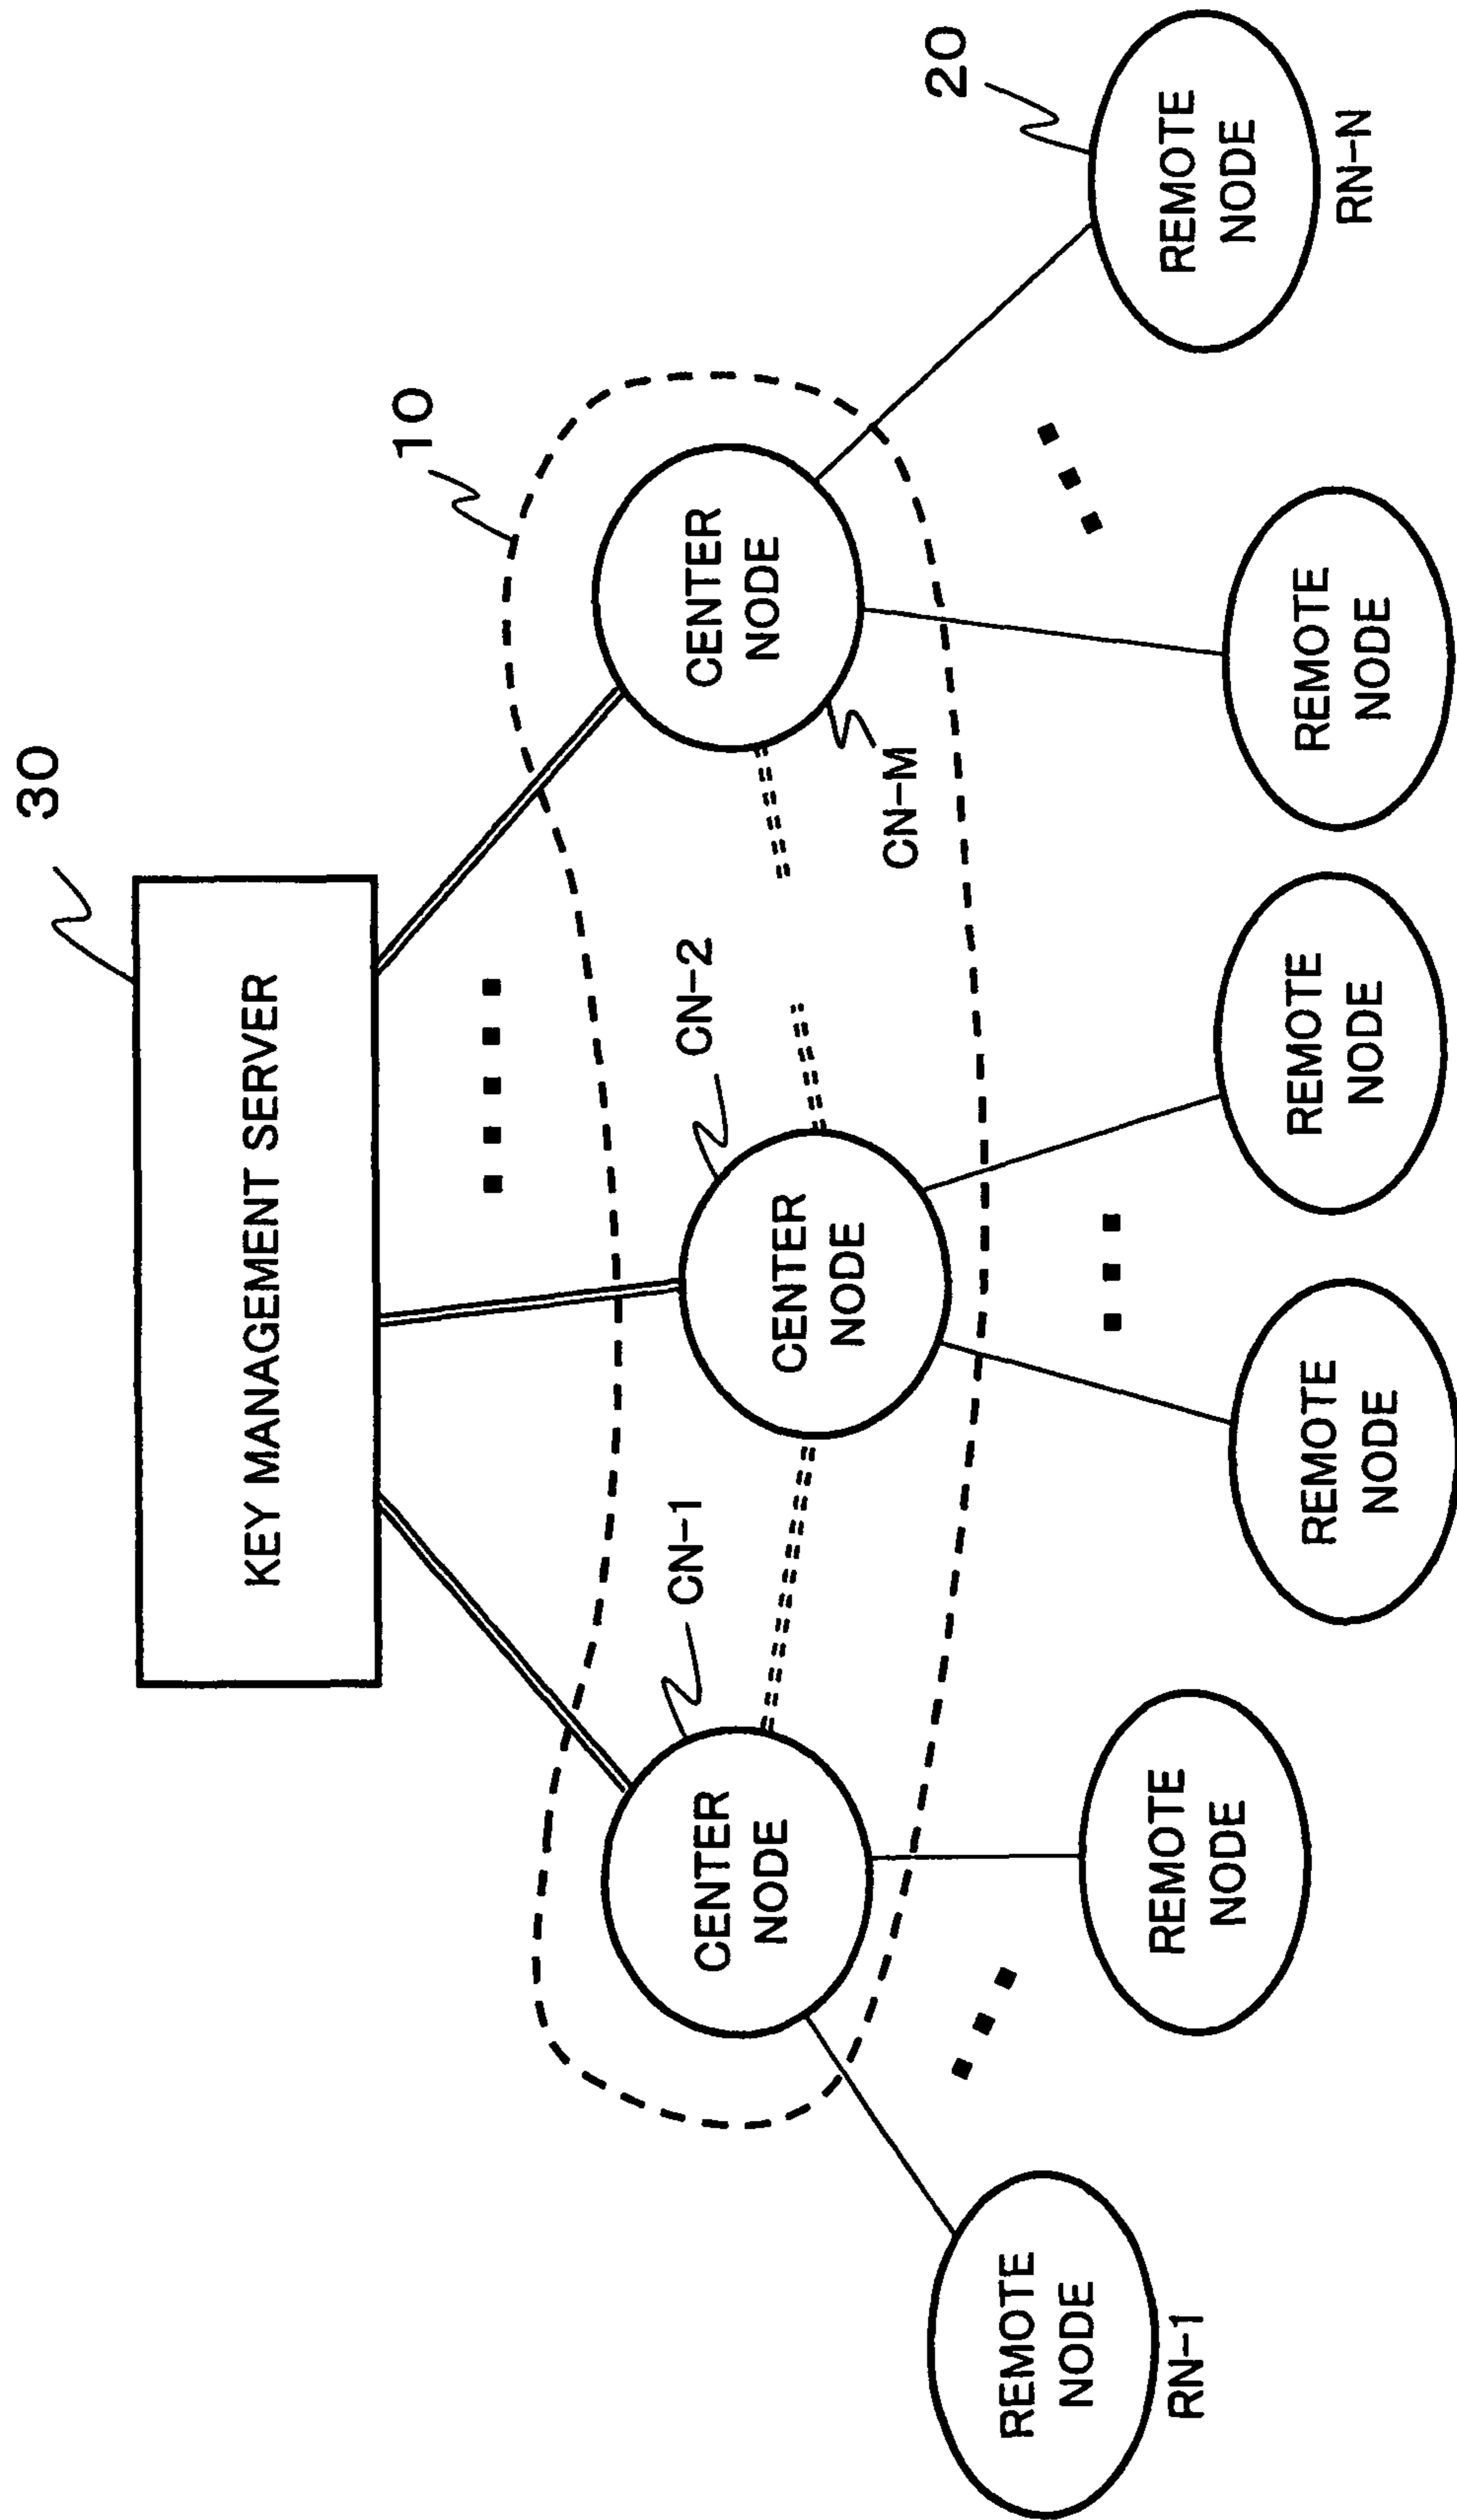 30
KEY MANAGEMENT SERVER
10
CN-1
CN-2
CENTER
NODE
CENTER
NODE
CENTER
NODE
CN-M
20
REMOTE
NODE
RN-1
REMOTE
NODE
REMOTE
NODE
REMOTE
NODE
REMOTE
NODE
REMOTE
NODE
RN-N